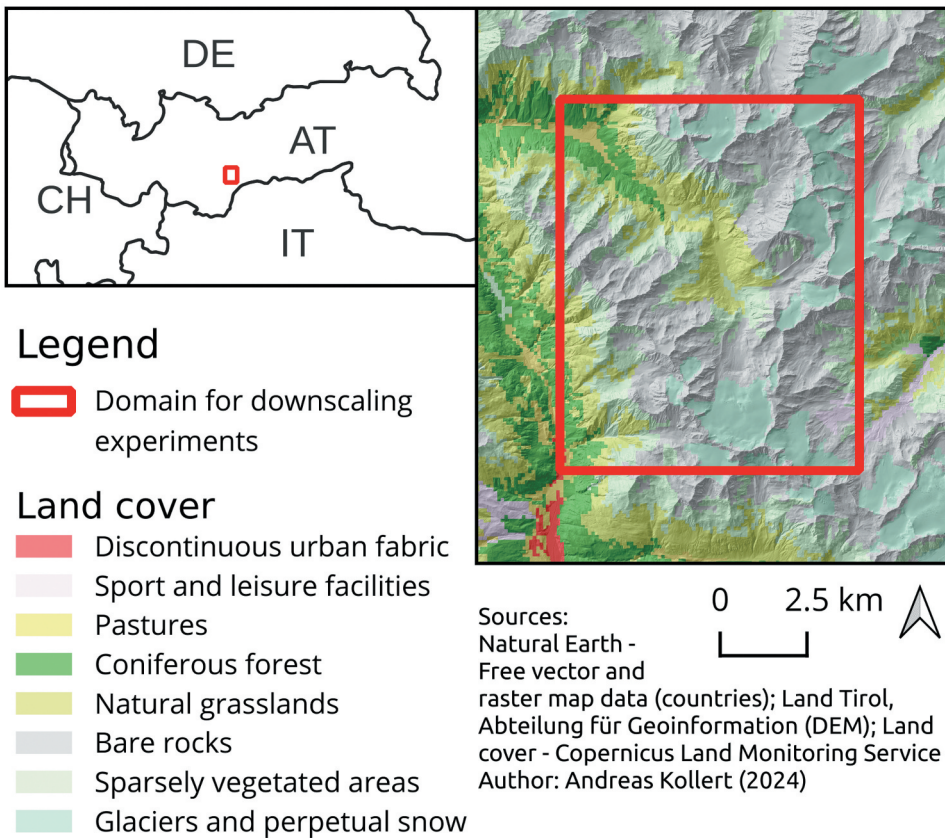 DE
AT
CH
IT
Legend
Domain for downscaling
experiments
Land cover
Discontinuous urban fabric
Sport and leisure facilities
Pastures
Coniferous forest
Natural grasslands
Bare rocks
Sparsely vegetated areas
Glaciers and perpetual snow
0 2.5 km
Sources:
Natural Earth -
Free vector and
raster map data (countries); Land Tirol,
Abteilung für Geoinformation (DEM); Land
cover - Copernicus Land Monitoring Service
Author: Andreas Kollert (2024)